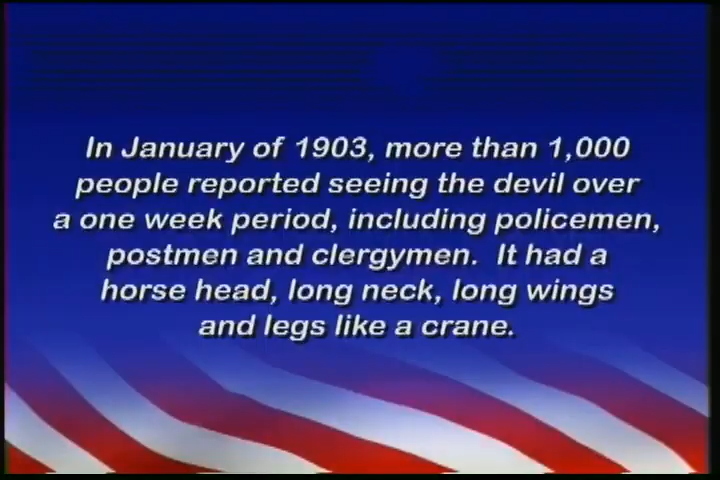 In January of 1903, more than 1,000
people reported seeing the devil over
a one week period, including policemen,
postmen and clergymen.  It had a
horse head, long neck, long wings
and legs like a crane.